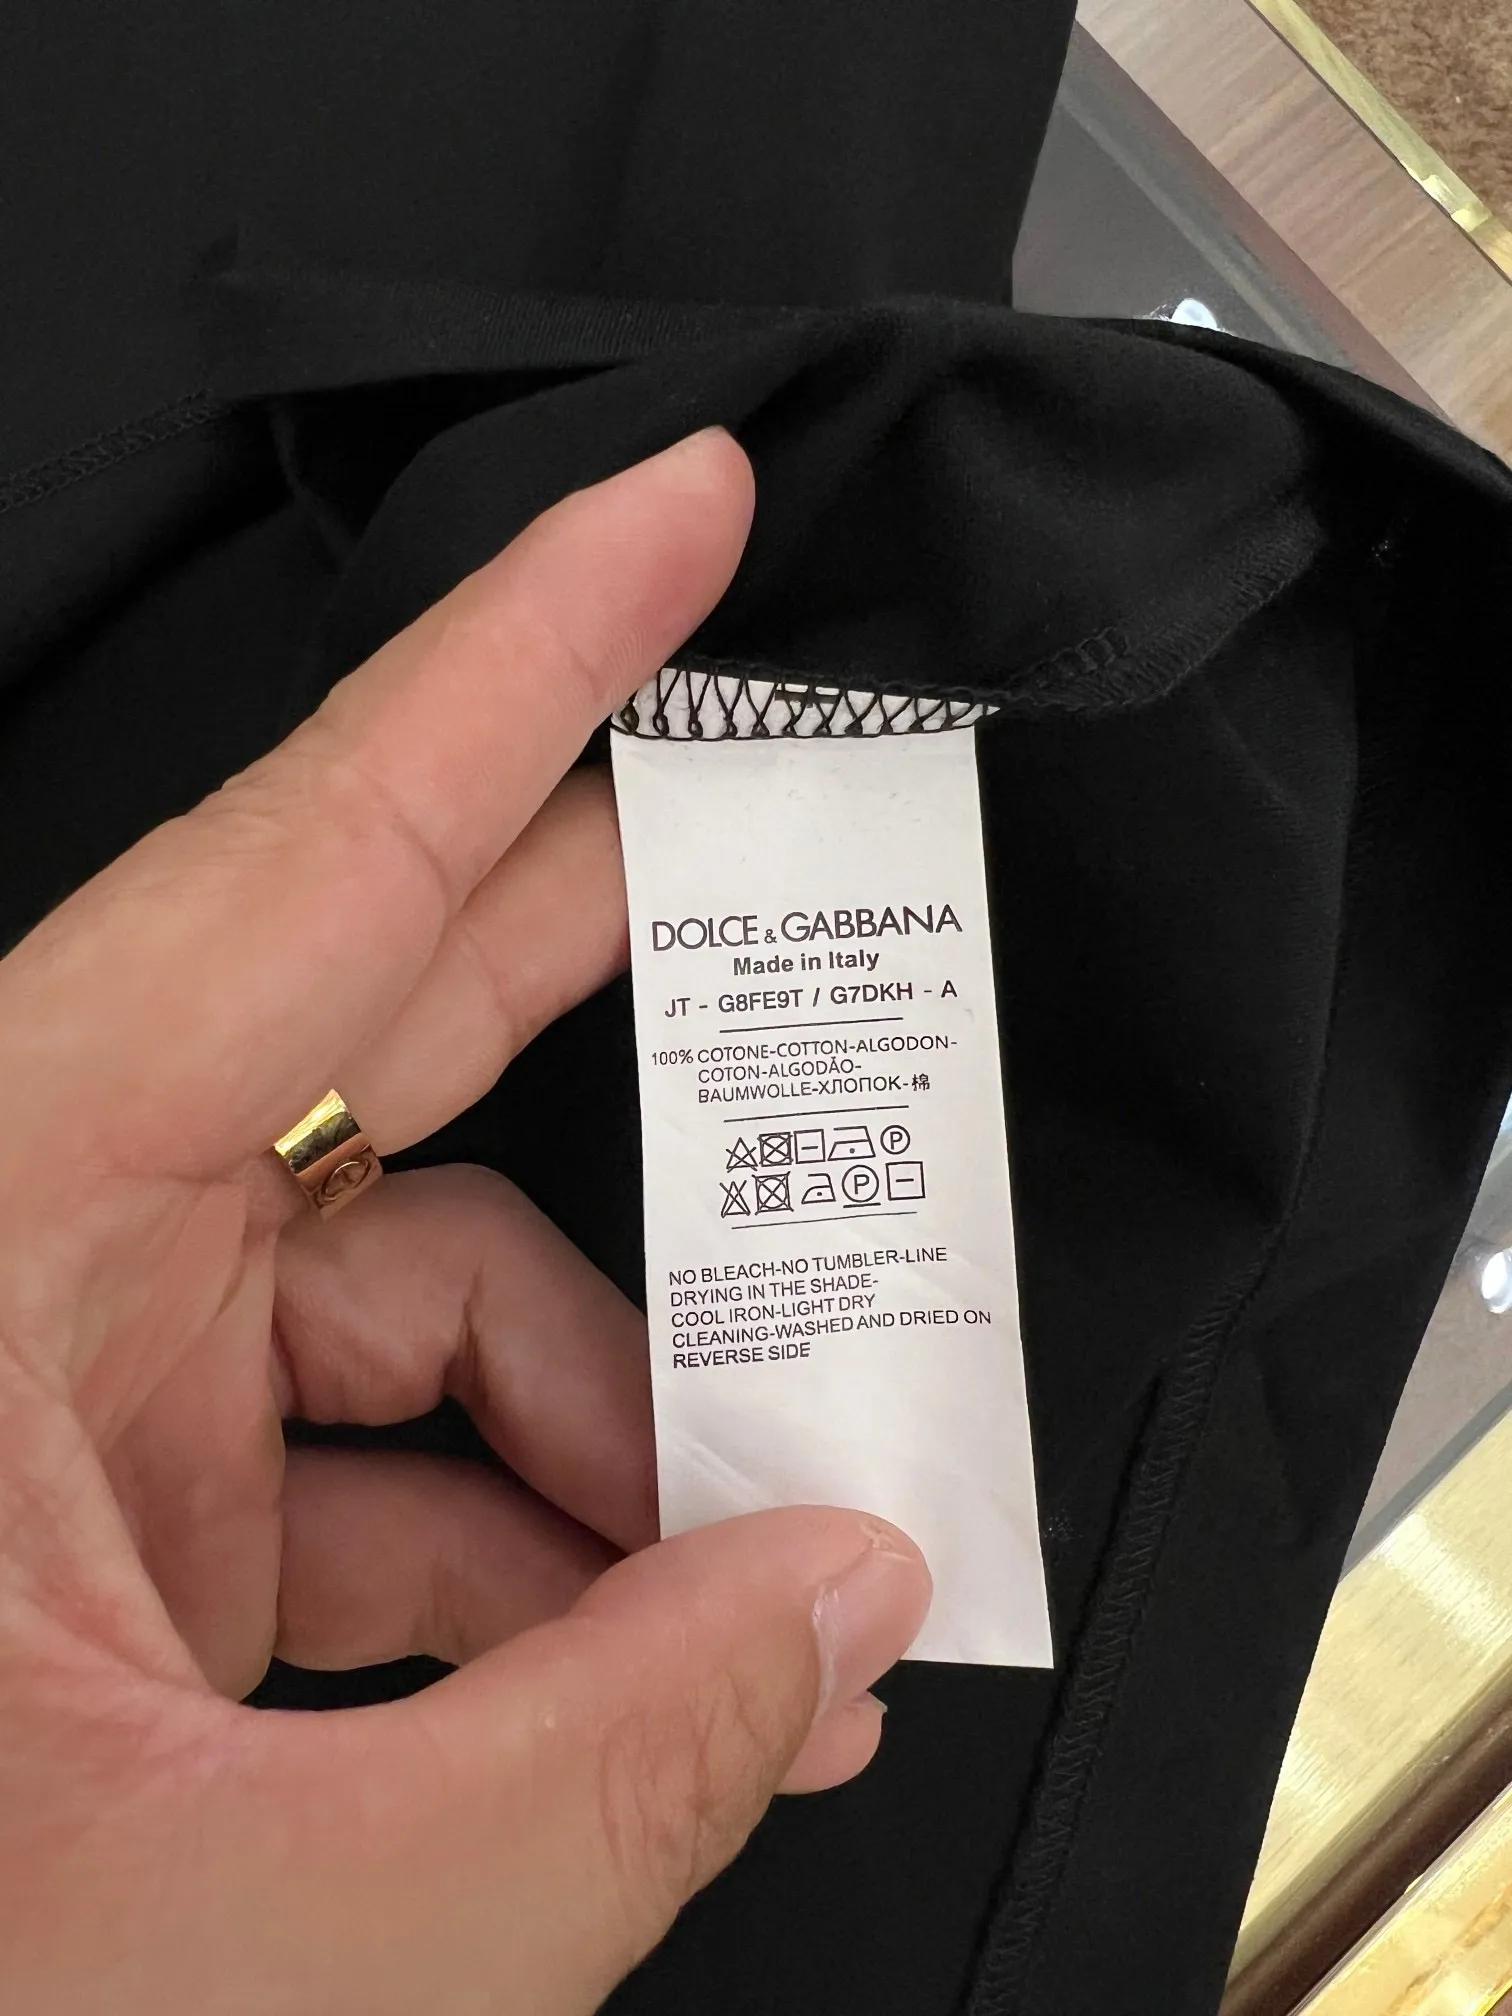 DOLCE & GABBANA
Made in Italy
JT - G8FE9T / G7DKH - A
100% COTONE-COTTON-ALGODON-
COTON-ALGODÃO-
BAUMWOLLE-ХЛОПОК-棉
P
P
NO BLEACH-NO TUMBLER-LINE
DRYING IN THE SHADE-
COOL IRON-LIGHT DRY
CLEANING-WASHED AND DRIED ON
REVERSE SIDE